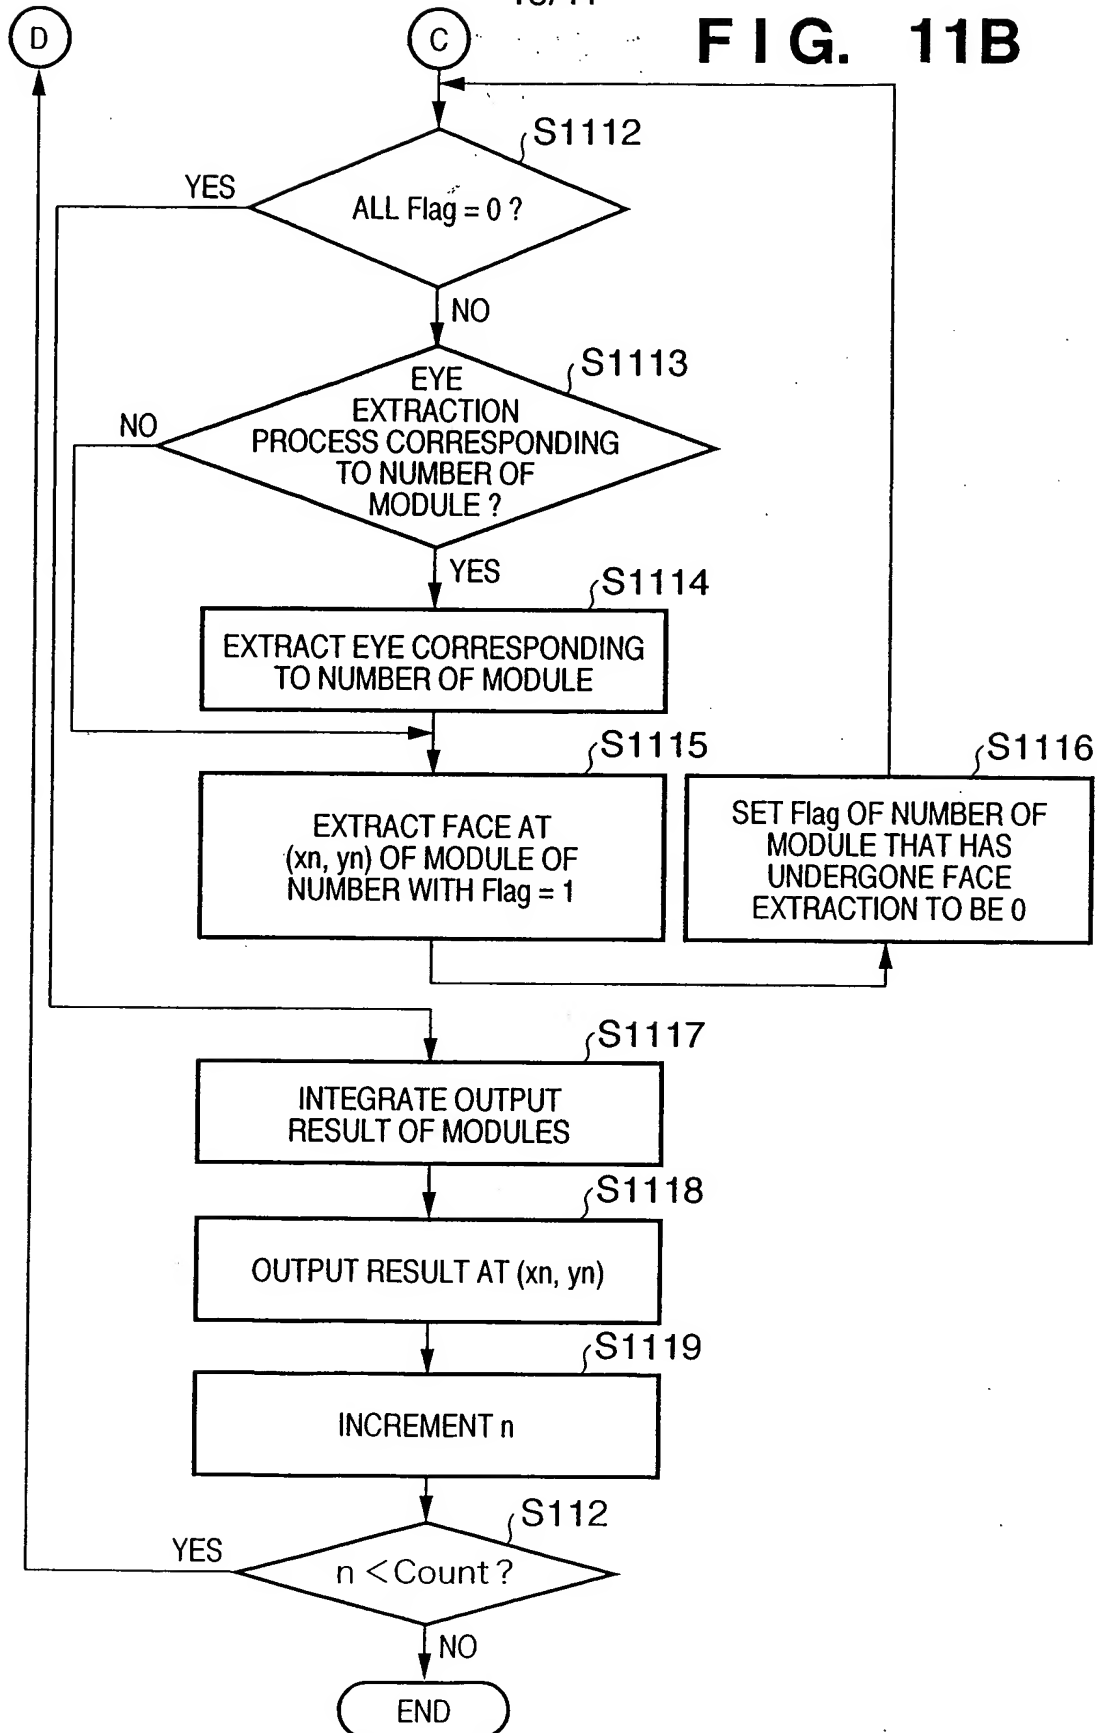 D
C
FIG. 11B
S1112
YES
ALL Flag = 0 ?
NO
S1113
EYE
EXTRACTION
PROCESS CORRESPONDING
TO NUMBER OF
MODULE ?
NO
YES
S1114
EXTRACT EYE CORRESPONDING
TO NUMBER OF MODULE
S1115
EXTRACT FACE AT
(xn, yn) OF MODULE OF
NUMBER WITH Flag = 1
S1116
SET Flag OF NUMBER OF
MODULE THAT HAS
UNDERGONE FACE
EXTRACTION TO BE 0
S1117
INTEGRATE OUTPUT
RESULT OF MODULES
S1118
OUTPUT RESULT AT (xn, yn)
S1119
INCREMENT n
S112
YES
n < Count ?
NO
END